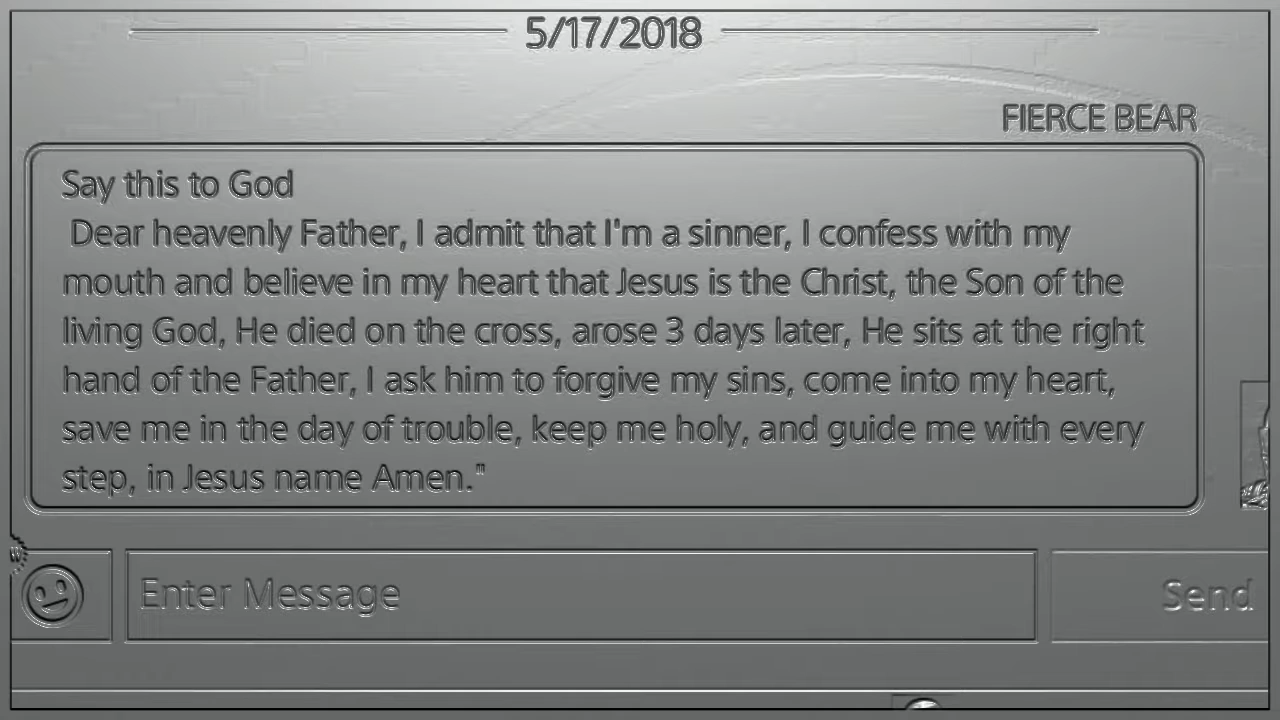 5/17/2018
FIERCE BEAR
Say this to God
Dear heavenly Father, I admit that I'm a sinner, I confess with my
mouth and believe in my heart that Jesus is the Christ, the Son of the
living God, He died on the cross, arose 3 days later, He sits at the right
hand of the Father, I ask him to forgive my sins, come into my heart,
save me in the day of trouble, keep me holy, and guide me with every
step, in Jesus name Amen."
Enter Message
Send